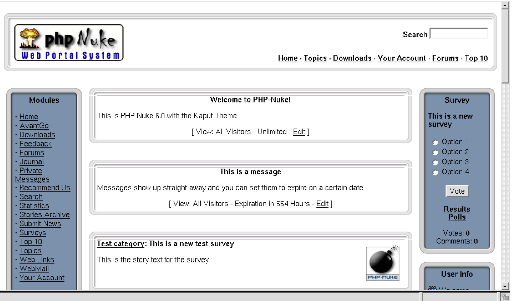 php Nuke
Web Portal System
Search
Home · Topics · Downloads · Your Account · Forums · Top 10
Modules
· Home
· AvantGo
· Downloads
· Feedback
· Forums
· Journal
· Private
Messages
· Recommend Us
· Search
· Statistics
· Stories Archive
· Submit News
· Surveys
· Top 10
· Topics
· Web Links
· WebMail
· Your Account
Welcome to PHP-Nuke!
This is PHP-Nuke 6.0 with the Kaput Theme
[ View: All Visitors - Unlimited - Edit ]
This is a message
Messages show up straight away and you can set them to expire on a certain date
[ View: All Visitors - Expiration in 554 Hours - Edit ]
Test category: This is a new test survey
This is the story text for the survey
PHP-NUKE
Survey
This is a new
survey
Option
Option 2
Option 3
Option 4
Vote
Results
Polls
Votes: 0
Comments: 0
User Info